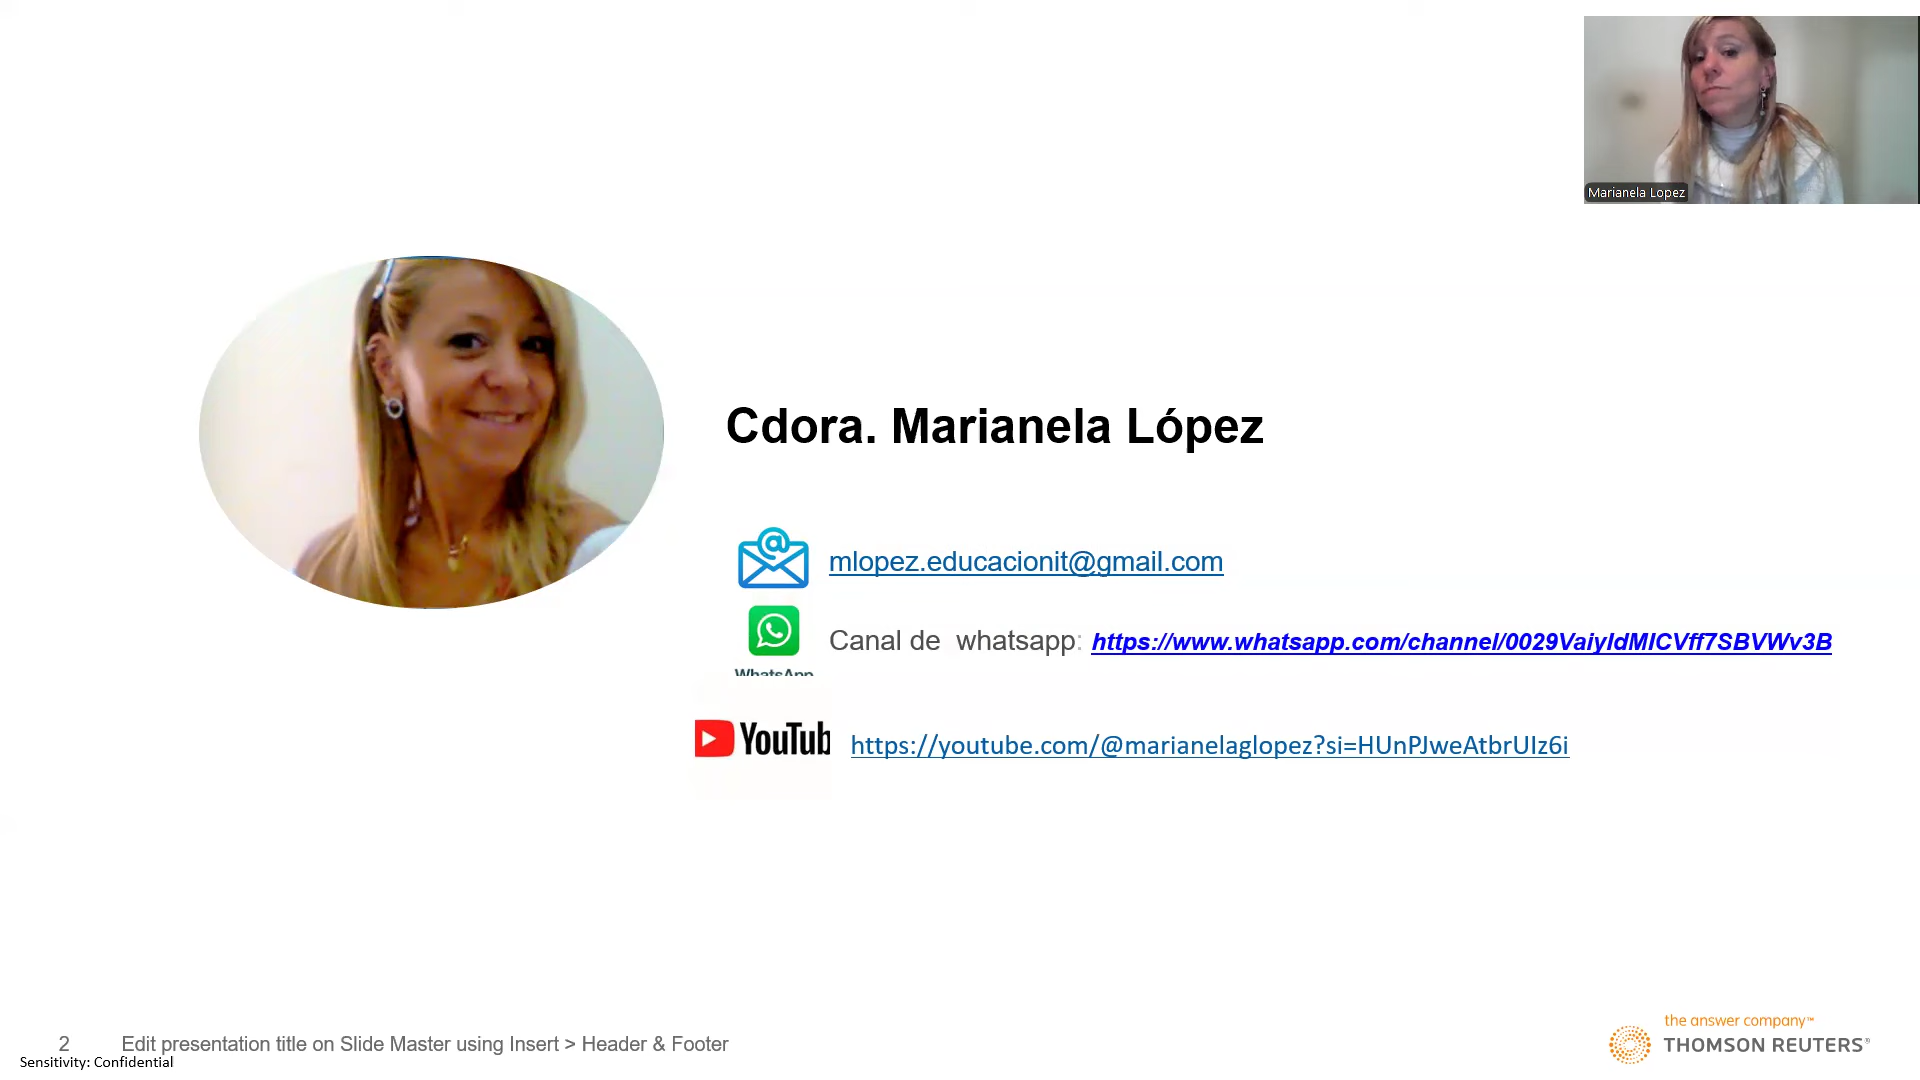 Marianela Lopez
Cdora. Marianela López
mlopez.educacionit@gmail.com
Canal de whatsapp: https://www.whatsapp.com/channel/0029VaiyIdMICVff7SBVWv3B
WhatsApp
YouTub
https://youtube.com/@marianelaglopez?si=HUnPJweAtbrUIz6i
the answer company™
THOMSON REUTERS®
2 Edit presentation title on Slide Master using Insert > Header & Footer
Sensitivity: Confidential